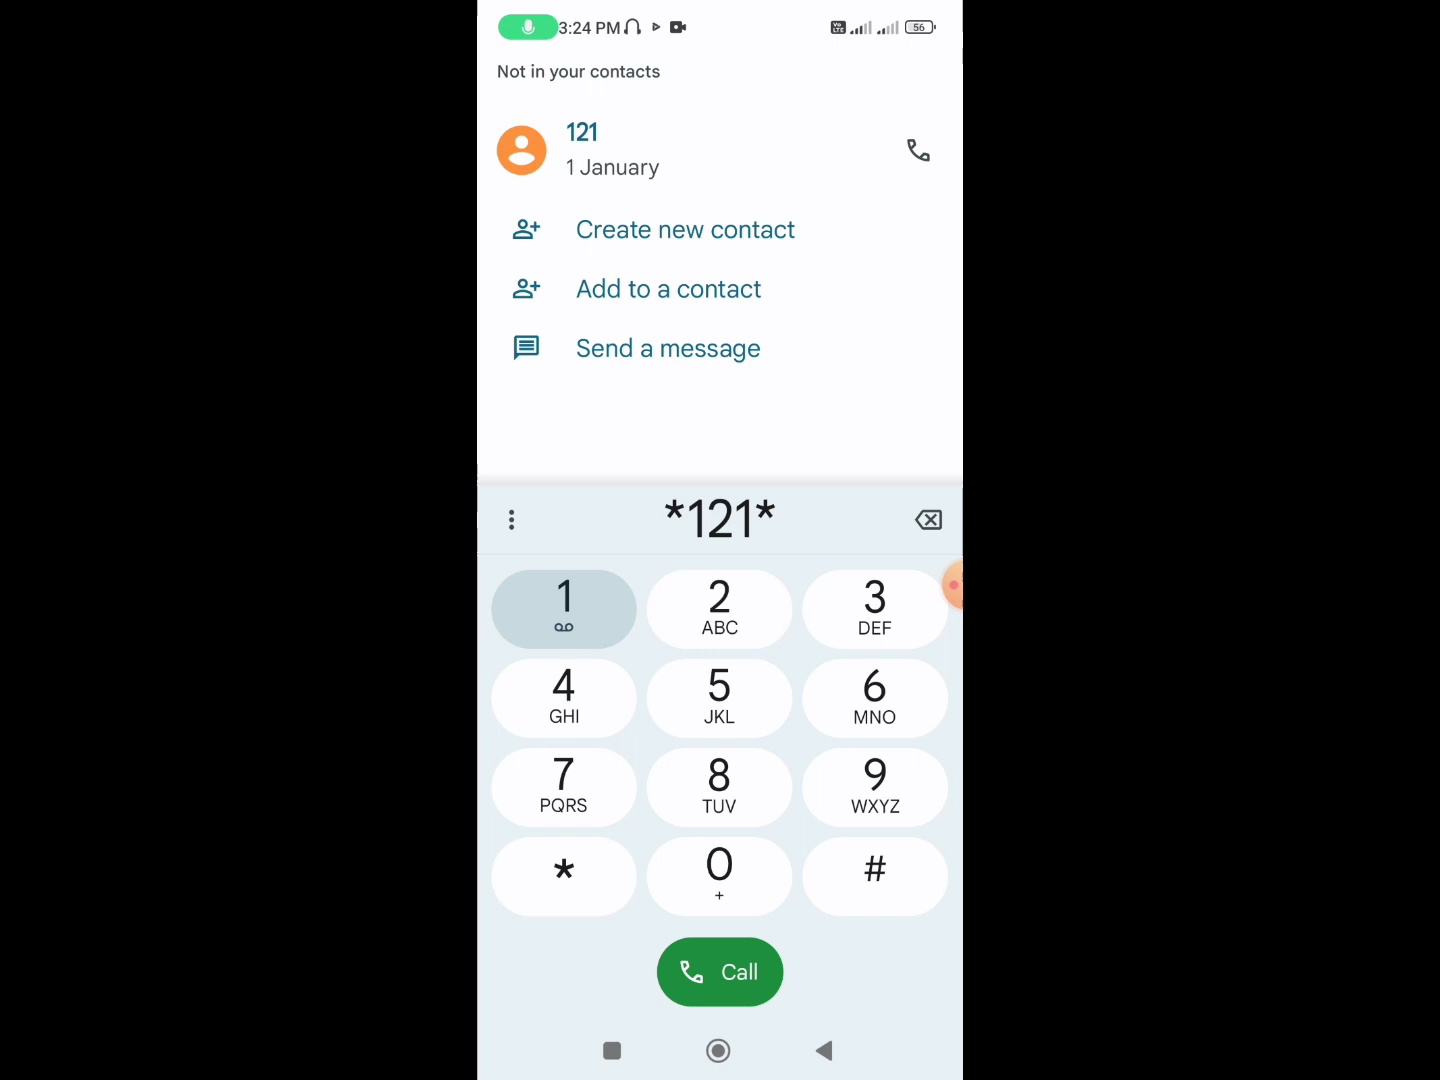 3:24 PM
Vo LTE
56
Not in your contacts
121
1 January
Create new contact
Add to a contact
Send a message
*121*
1
2
ABC
3
DEF
4
GHI
5
JKL
6
MNO
7
PQRS
8
TUV
9
WXYZ
*
0
+
#
Call